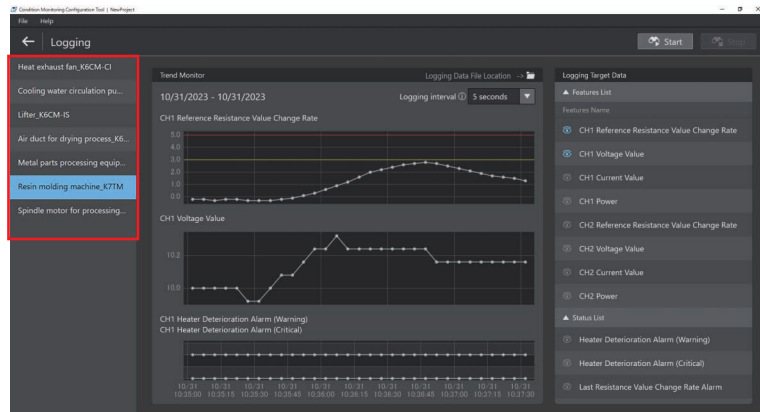 Condition Monitoring Configuration Tool | NewProject
File Help
Logging
Start
Stop
Heat exhaust fan_K6CM-CI
Cooling water circulation pu...
Lifter_K6CM-IS
Air duct for drying process_K6...
Metal parts processing equip...
Resin molding machine_K7TM
Spindle motor for processing...
Trend Monitor
Logging Data File Location ->
10/31/2023 - 10/31/2023
Logging interval 5 seconds
CH1 Reference Resistance Value Change Rate
5.0
4.0
3.0
2.0
1.0
0.0
CH1 Voltage Value
10.2
10.0
CH1 Heater Deterioration Alarm (Warning)
CH1 Heater Deterioration Alarm (Critical)
10/31 10/31 10/31 10/31 10/31 10/31 10/31 10/31 10/31 10/31 10/31
10:35:00 10:35:15 10:35:30 10:35:45 10:36:00 10:36:15 10:36:30 10:36:45 10:37:00 10:37:15 10:37:30
Logging Target Data
Features List
Features Name
CH1 Reference Resistance Value Change Rate
CH1 Voltage Value
CH1 Current Value
CH1 Power
CH2 Reference Resistance Value Change Rate
CH2 Voltage Value
CH2 Current Value
CH2 Power
Status List
Heater Deterioration Alarm (Warning)
Heater Deterioration Alarm (Critical)
Last Resistance Value Change Rate Alarm